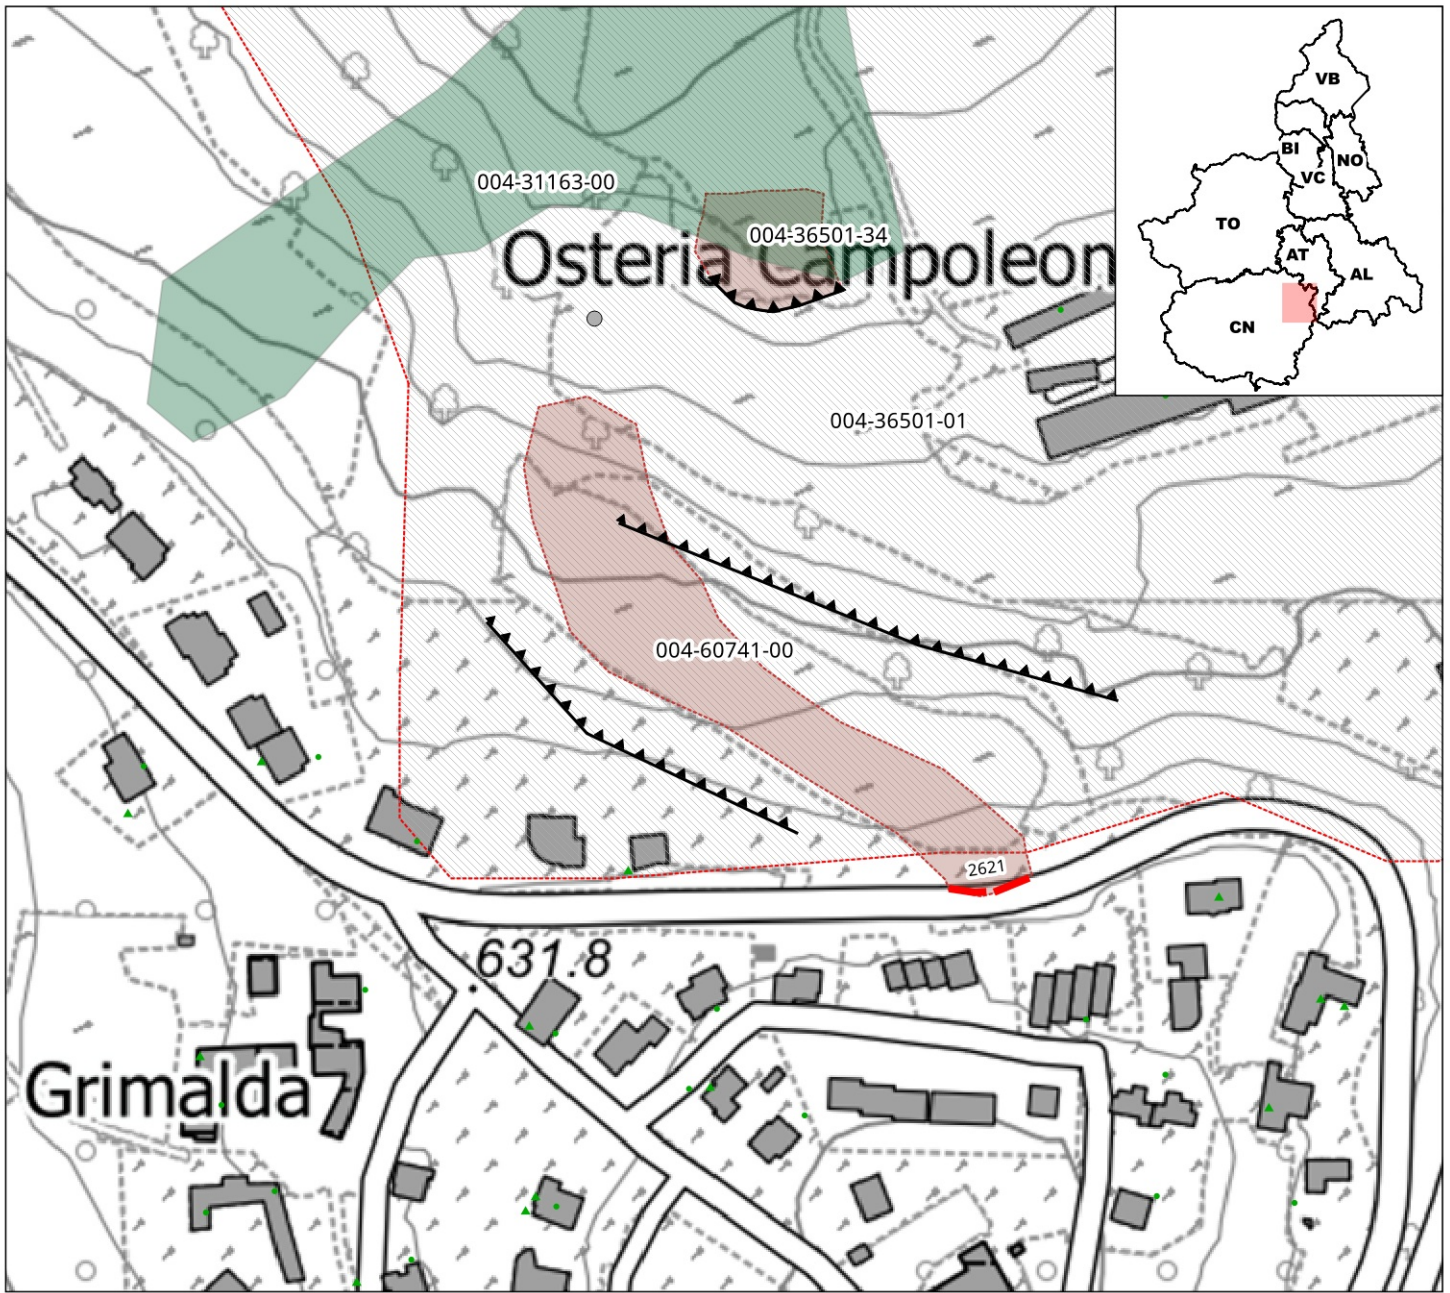 VB
BI
NO
VC
TO
AT
AL
CN
004-31163-00
004-36501-34
Osteria Campoleon
004-36501-01
004-60741-00
2621
631.8
Grimalda